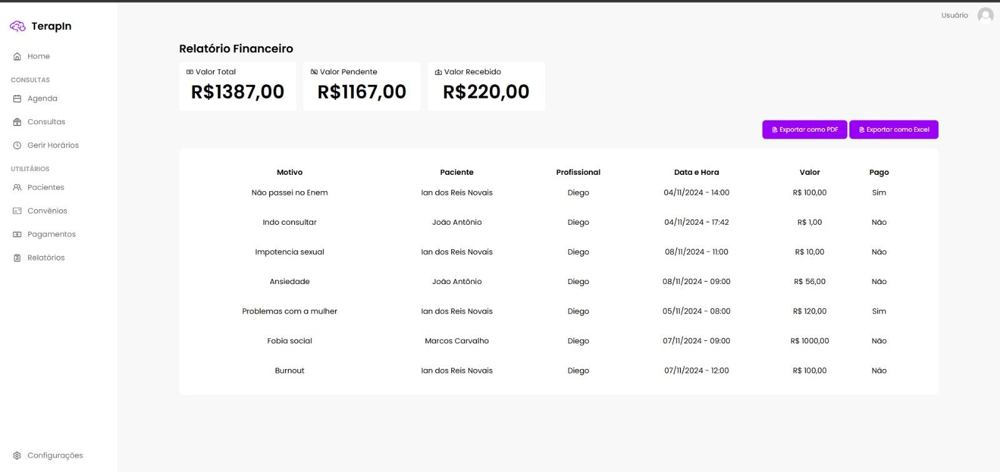 Usuário
TerapIn
Home
CONSULTAS
Agenda
Consultas
Gerir Horários
UTILITÁRIOS
Pacientes
Convênios
Pagamentos
Relatórios
Configurações
Relatório Financeiro
Valor Total
R$1387,00
Valor Pendente
R$1167,00
Valor Recebido
R$220,00
Exportar como PDF
Exportar como Excel
Motivo Paciente Profissional Data e Hora Valor Pago
Não passei no Enem Ian dos Reis Novais Diego 04/11/2024 - 14:00 R$ 100,00 Sim
Indo consultar João Antônio Diego 04/11/2024 - 17:42 R$ 1,00 Não
Impotencia sexual Ian dos Reis Novais Diego 08/11/2024 - 11:00 R$ 10,00 Não
Ansiedade João Antônio Diego 08/11/2024 - 09:00 R$ 56,00 Não
Problemas com a mulher Ian dos Reis Novais Diego 05/11/2024 - 08:00 R$ 120,00 Sim
Fobia social Marcos Carvalho Diego 07/11/2024 - 09:00 R$ 1000,00 Não
Burnout Ian dos Reis Novais Diego 07/11/2024 - 12:00 R$ 100,00 Não